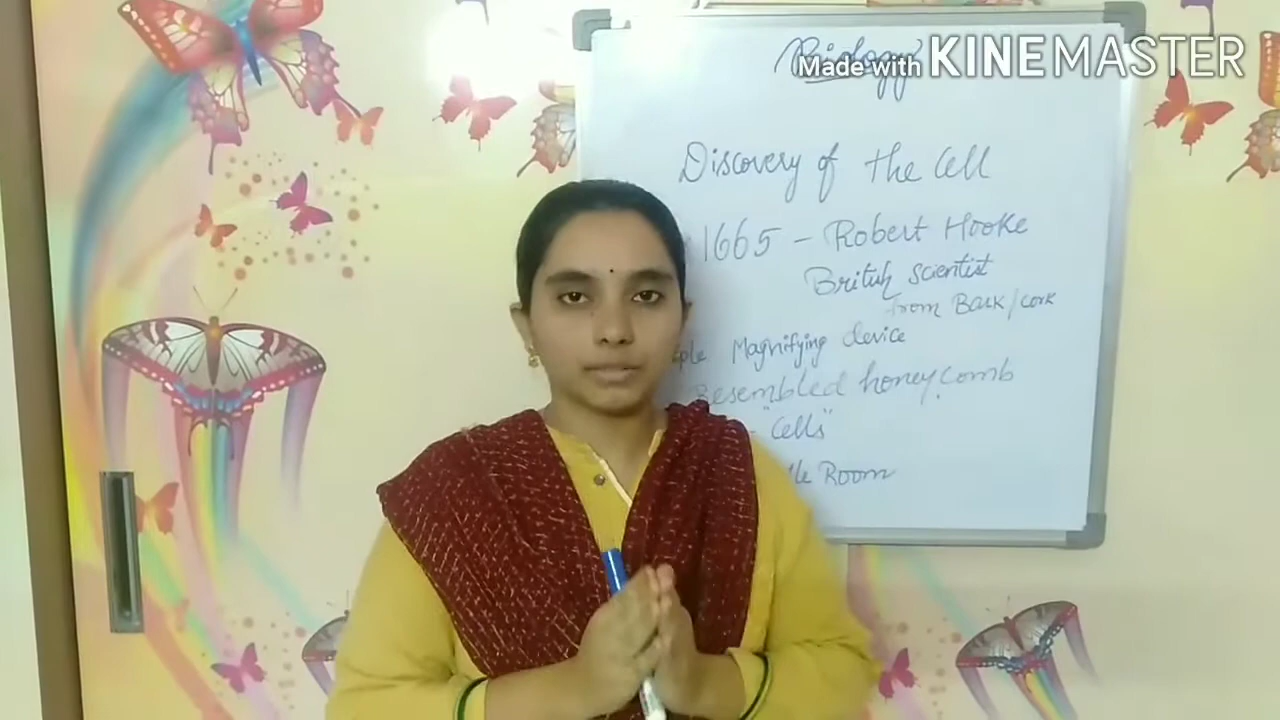 Biology
Made with KINEMASTER
Discovery of the Cell
1665 - Robert Hooke
British scientist
from Bark/cork
Magnifying device
Resembled honeycomb
- "Cells"
Room